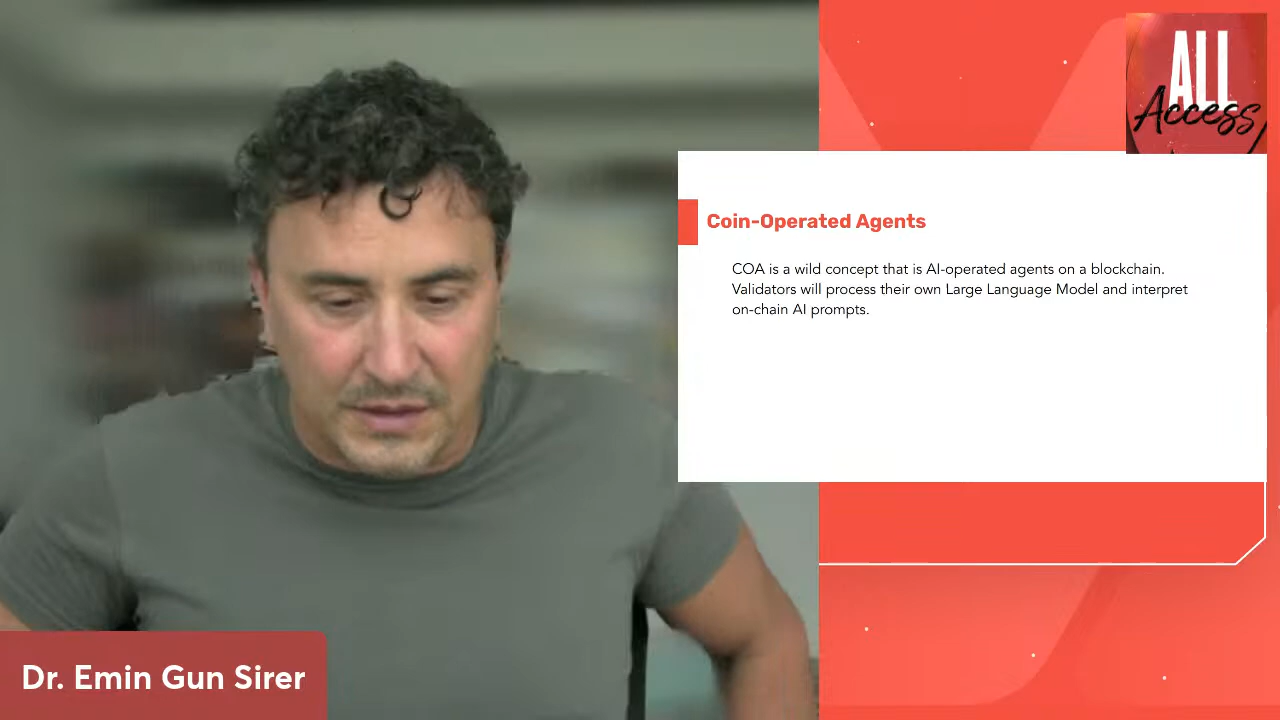 ALL
Access
Coin-Operated Agents
COA is a wild concept that is AI-operated agents on a blockchain.
Validators will process their own Large Language Model and interpret
on-chain AI prompts.
Dr. Emin Gun Sirer